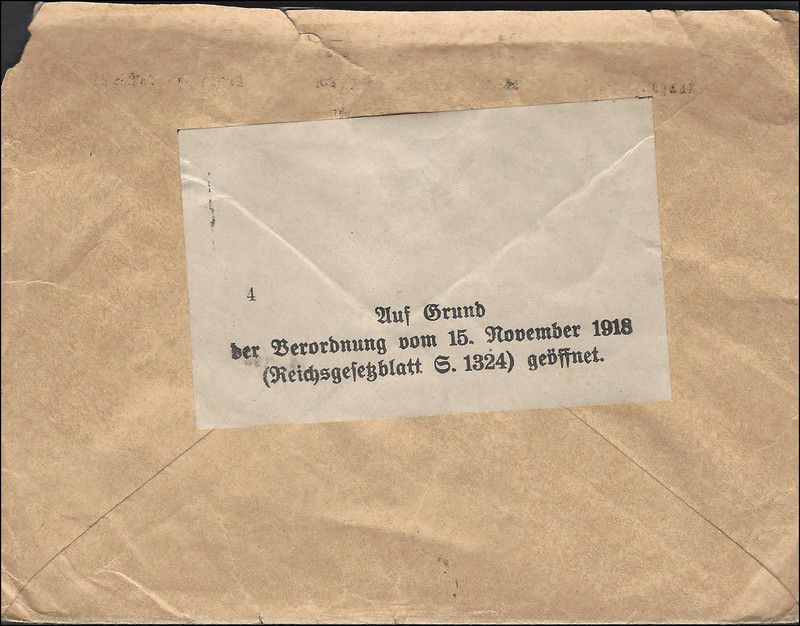 4
Auf Grund
der Verordnung vom 15. November 1918
(Reichsgesetzblatt S. 1324) geöffnet.